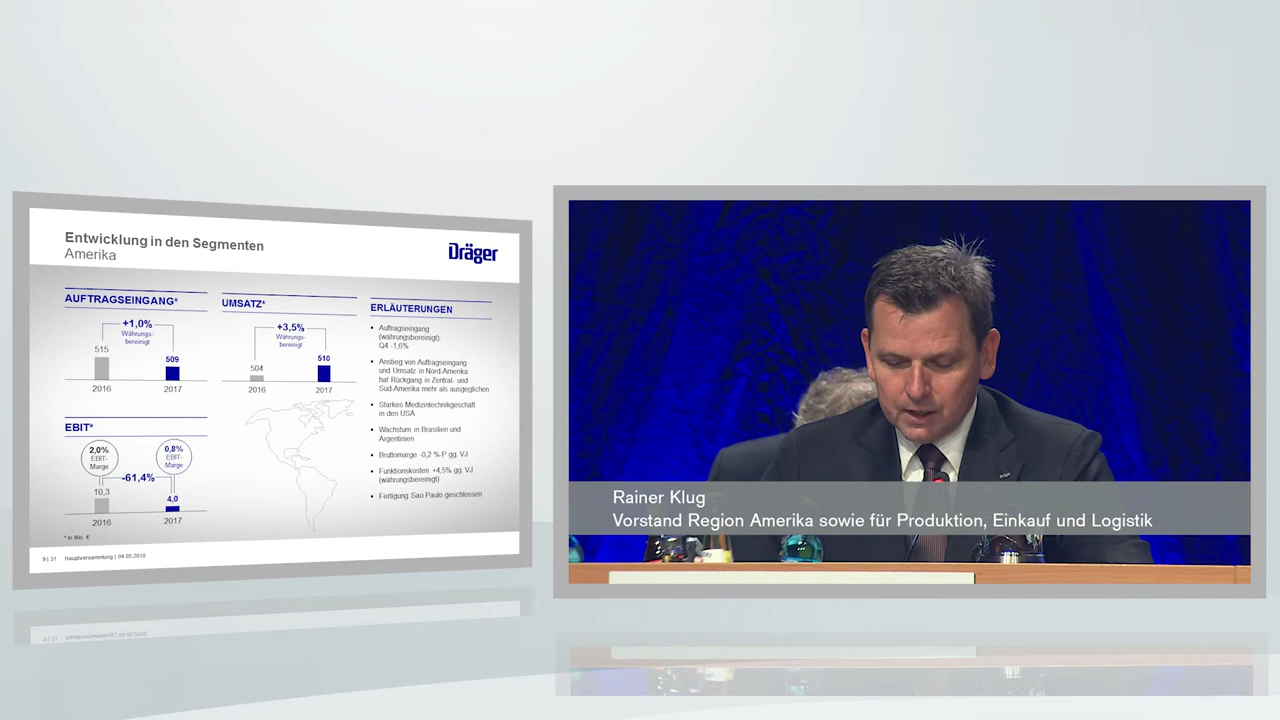 Entwicklung in den Segmenten
Amerika
Dräger
AUFTRAGSEINGANG*
+1,0%
Währungs-
bereinigt
515
509
2016
2017
UMSATZ*
+3,5%
Währungs-
bereinigt
504
510
2016
2017
EBIT*
2,0%
EBIT-
Marge
0,8%
EBIT-
Marge
-61,4%
10,3
4,0
2016
2017
* in Mio. €
ERLÄUTERUNGEN
▪ Auftragseingang
(währungsbereinigt):
Q4 -1,6%
▪ Anstieg von Auftragseingang
und Umsatz in Nord-Amerika
hat Rückgang in Zentral- und
Süd-Amerika mehr als ausgeglichen
▪ Starkes Medizintechnikgeschäft
in den USA
▪ Wachstum in Brasilien und
Argentinien
▪ Bruttomarge -0,2 %-P gg. VJ
▪ Funktionskosten +4,5% gg. VJ
(währungsbereinigt)
▪ Fertigung Sao Paulo geschlossen
9 | 31 Hauptversammlung | 04.05.2018
Rainer Klug
Vorstand Region Amerika sowie für Produktion, Einkauf und Logistik